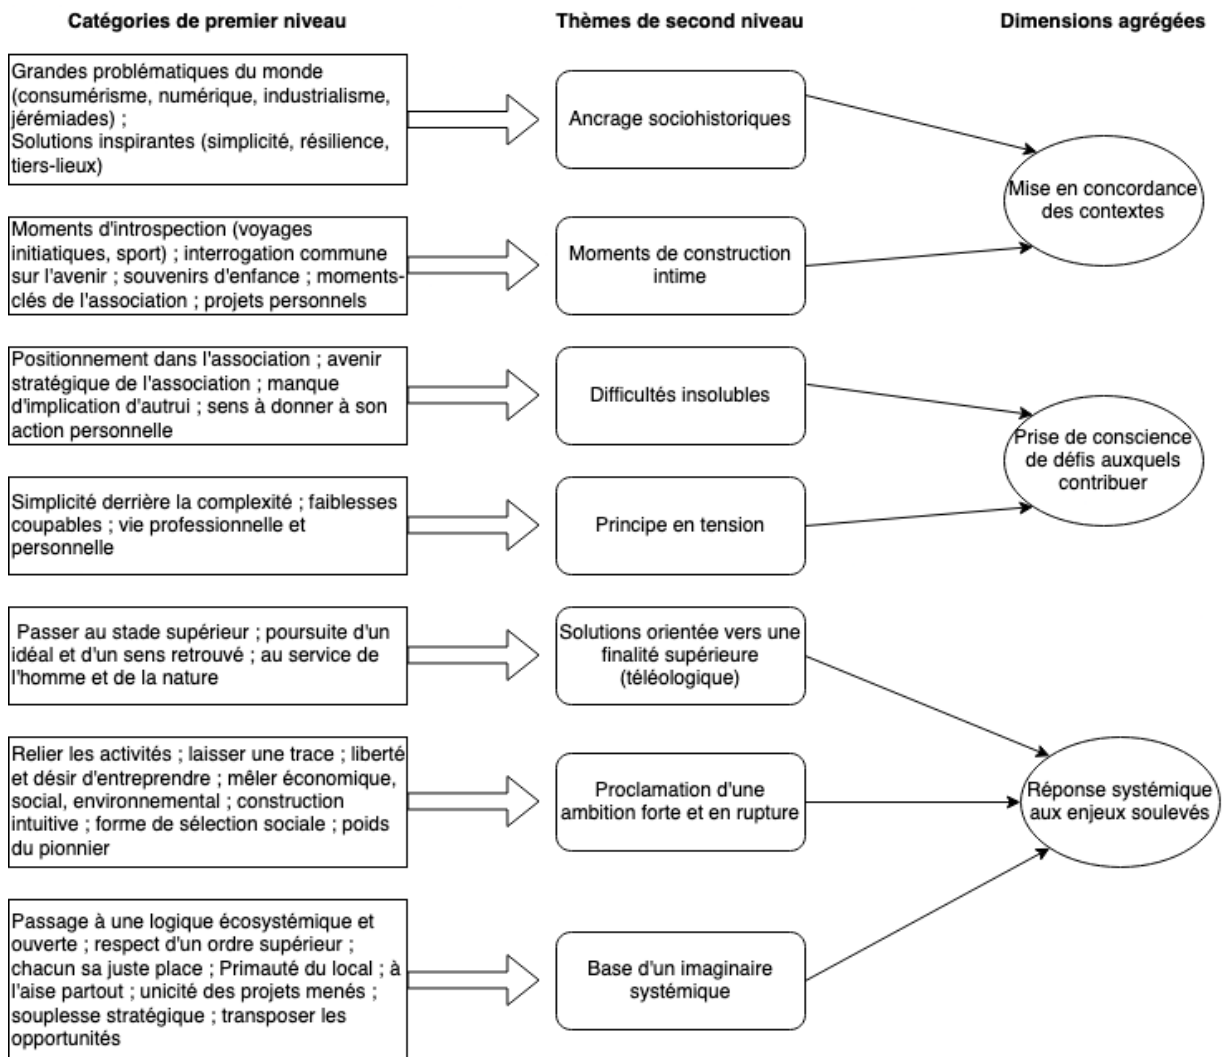 Catégories de premier niveau
Thèmes de second niveau
Dimensions agrégées
Grandes problématiques du monde
(consumérisme, numérique, industrialisme,
jérémiades) ;
Solutions inspirantes (simplicité, résilience,
tiers-lieux)
Ancrage sociohistoriques
Mise en concordance
des contextes
Moments d'introspection (voyages
initiatiques, sport) ; interrogation commune
sur l'avenir ; souvenirs d'enfance ; moments-
clés de l'association ; projets personnels
Moments de construction
intime
Positionnement dans l'association ; avenir
stratégique de l'association ; manque
d'implication d'autrui ; sens à donner à son
action personnelle
Difficultés insolubles
Prise de conscience
de défis auxquels
contribuer
Simplicité derrière la complexité ; faiblesses
coupables ; vie professionnelle et
personnelle
Principe en tension
Passer au stade supérieur ; poursuite d'un
idéal et d'un sens retrouvé ; au service de
l'homme et de la nature
Solutions orientée vers une
finalité supérieure
(téléologique)
Relier les activités ; laisser une trace ; liberté
et désir d'entreprendre ; mêler économique,
social, environnemental ; construction
intuitive ; forme de sélection sociale ; poids
du pionnier
Proclamation d'une
ambition forte et en rupture
Réponse systémique
aux enjeux soulevés
Passage à une logique écosystémique et
ouverte ; respect d'un ordre supérieur ;
chacun sa juste place ; Primauté du local ; à
l'aise partout ; unicité des projets menés ;
souplesse stratégique ; transposer les
opportunités
Base d'un imaginaire
systémique